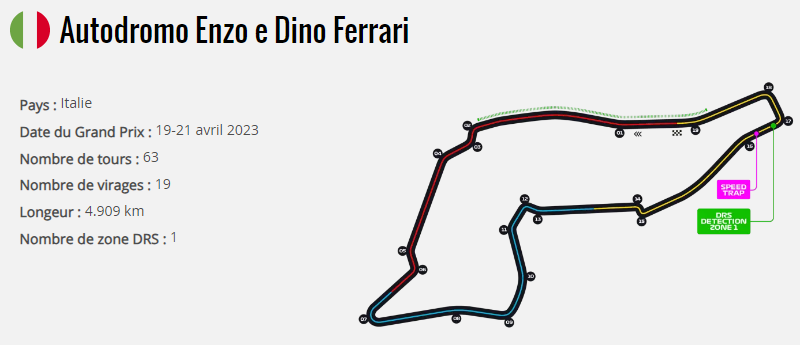 Autodromo Enzo e Dino Ferrari
Pays : Italie
Date du Grand Prix : 19-21 avril 2023
Nombre de tours : 63
Nombre de virages : 19
Longeur : 4.909 km
Nombre de zone DRS : 1
18
17
16
19
01
02
03
04
05
06
07
08
09
10
11
12
13
14
15
SPEED
TRAP
DRS
DETECTION
ZONE 1